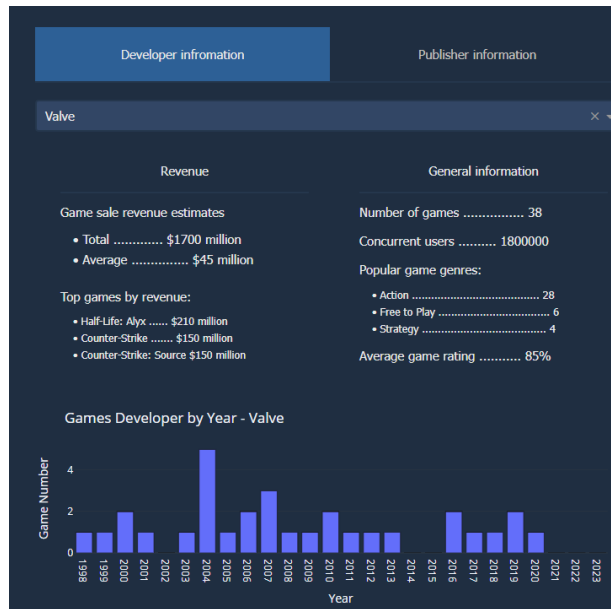 Developer infromation
Publisher information
Valve
Revenue
Game sale revenue estimates
• Total ............. $1700 million
• Average ............... $45 million
Top games by revenue:
• Half-Life: Alyx ...... $210 million
• Counter-Strike ....... $150 million
• Counter-Strike: Source $150 million
General information
Number of games ................ 38
Concurrent users .......... 1800000
Popular game genres:
• Action .......................................... 28
• Free to Play ..................................... 6
• Strategy ......................................... 4
Average game rating ........... 85%
Games Developer by Year - Valve
Game Number
4
2
0
1998 1999 2000 2001 2002 2003 2004 2005 2006 2007 2008 2009 2010 2011 2012 2013 2014 2015 2016 2017 2018 2019 2020 2021 2022 2023
Year